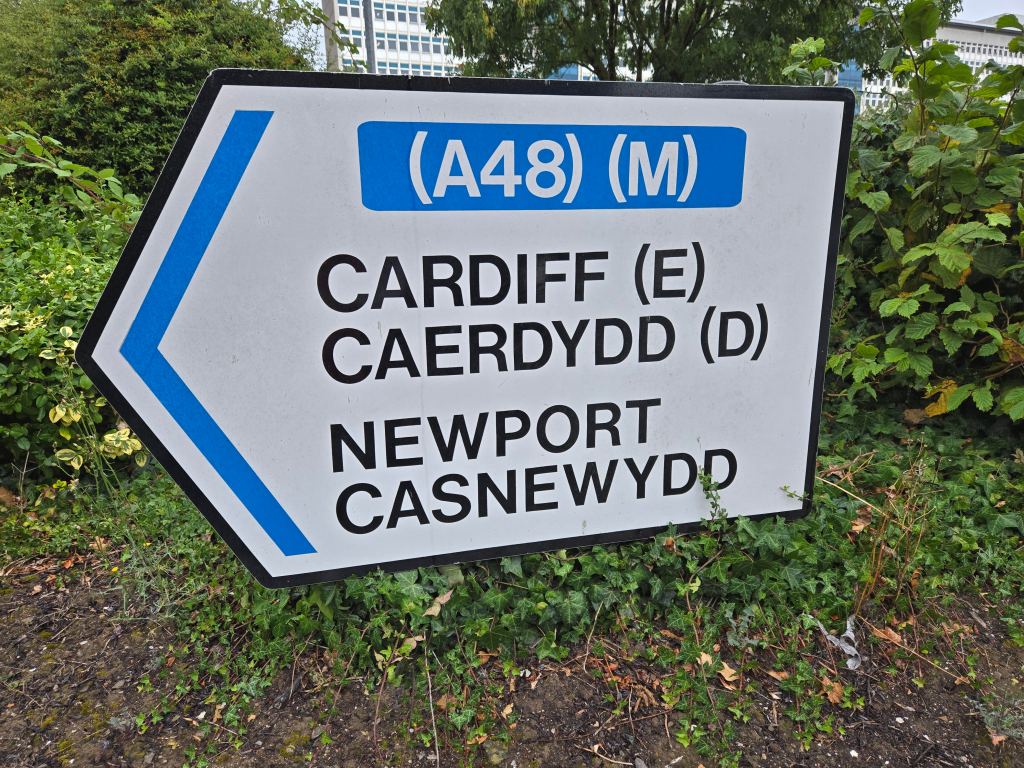 (A48) (M)
CARDIFF (E)
CAERDYDD (D)
NEWPORT
CASNEWYDD